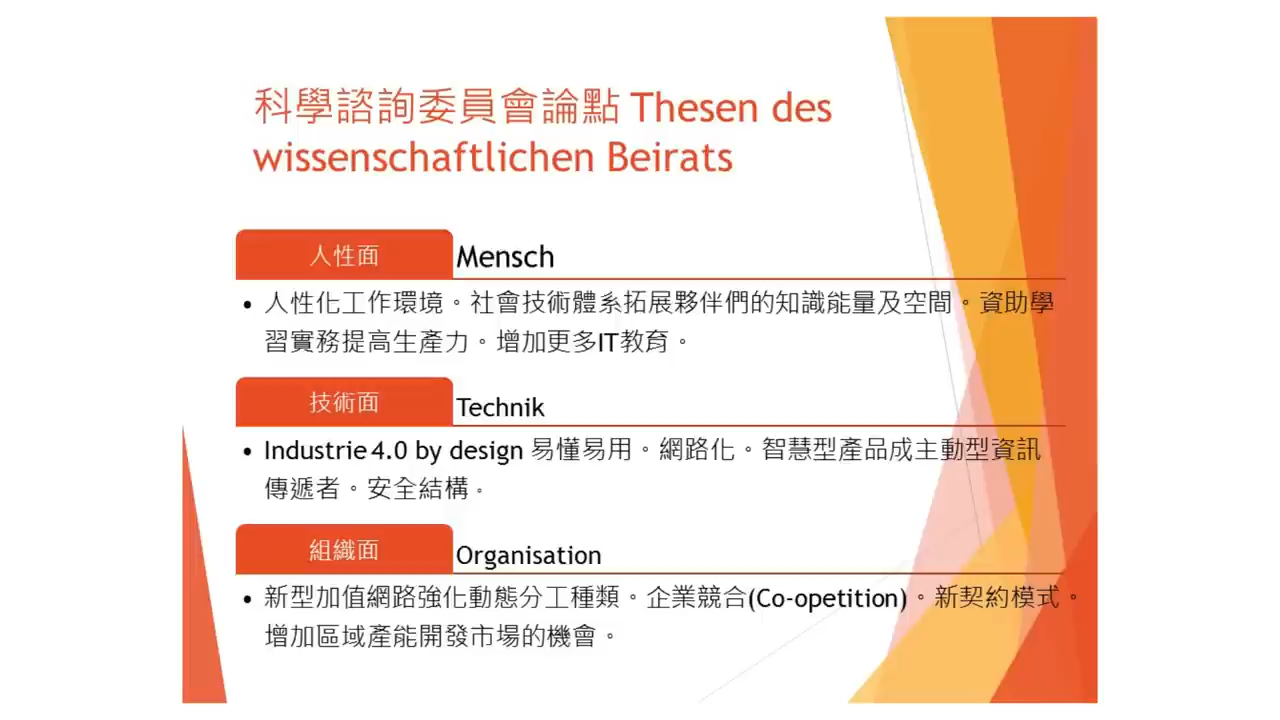 科學諮詢委員會論點 Thesen des
wissenschaftlichen Beirats
人性面 Mensch
• 人性化工作環境。社會技術體系拓展夥伴們的知識能量及空間。資助學
習實務提高生產力。增加更多IT教育。
技術面 Technik
• Industrie 4.0 by design 易懂易用。網路化。智慧型產品成主動型資訊
傳遞者。安全結構。
組織面 Organisation
• 新型加值網路強化動態分工種類。企業競合(Co-opetition)。新契約模式。
增加區域產能開發市場的機會。